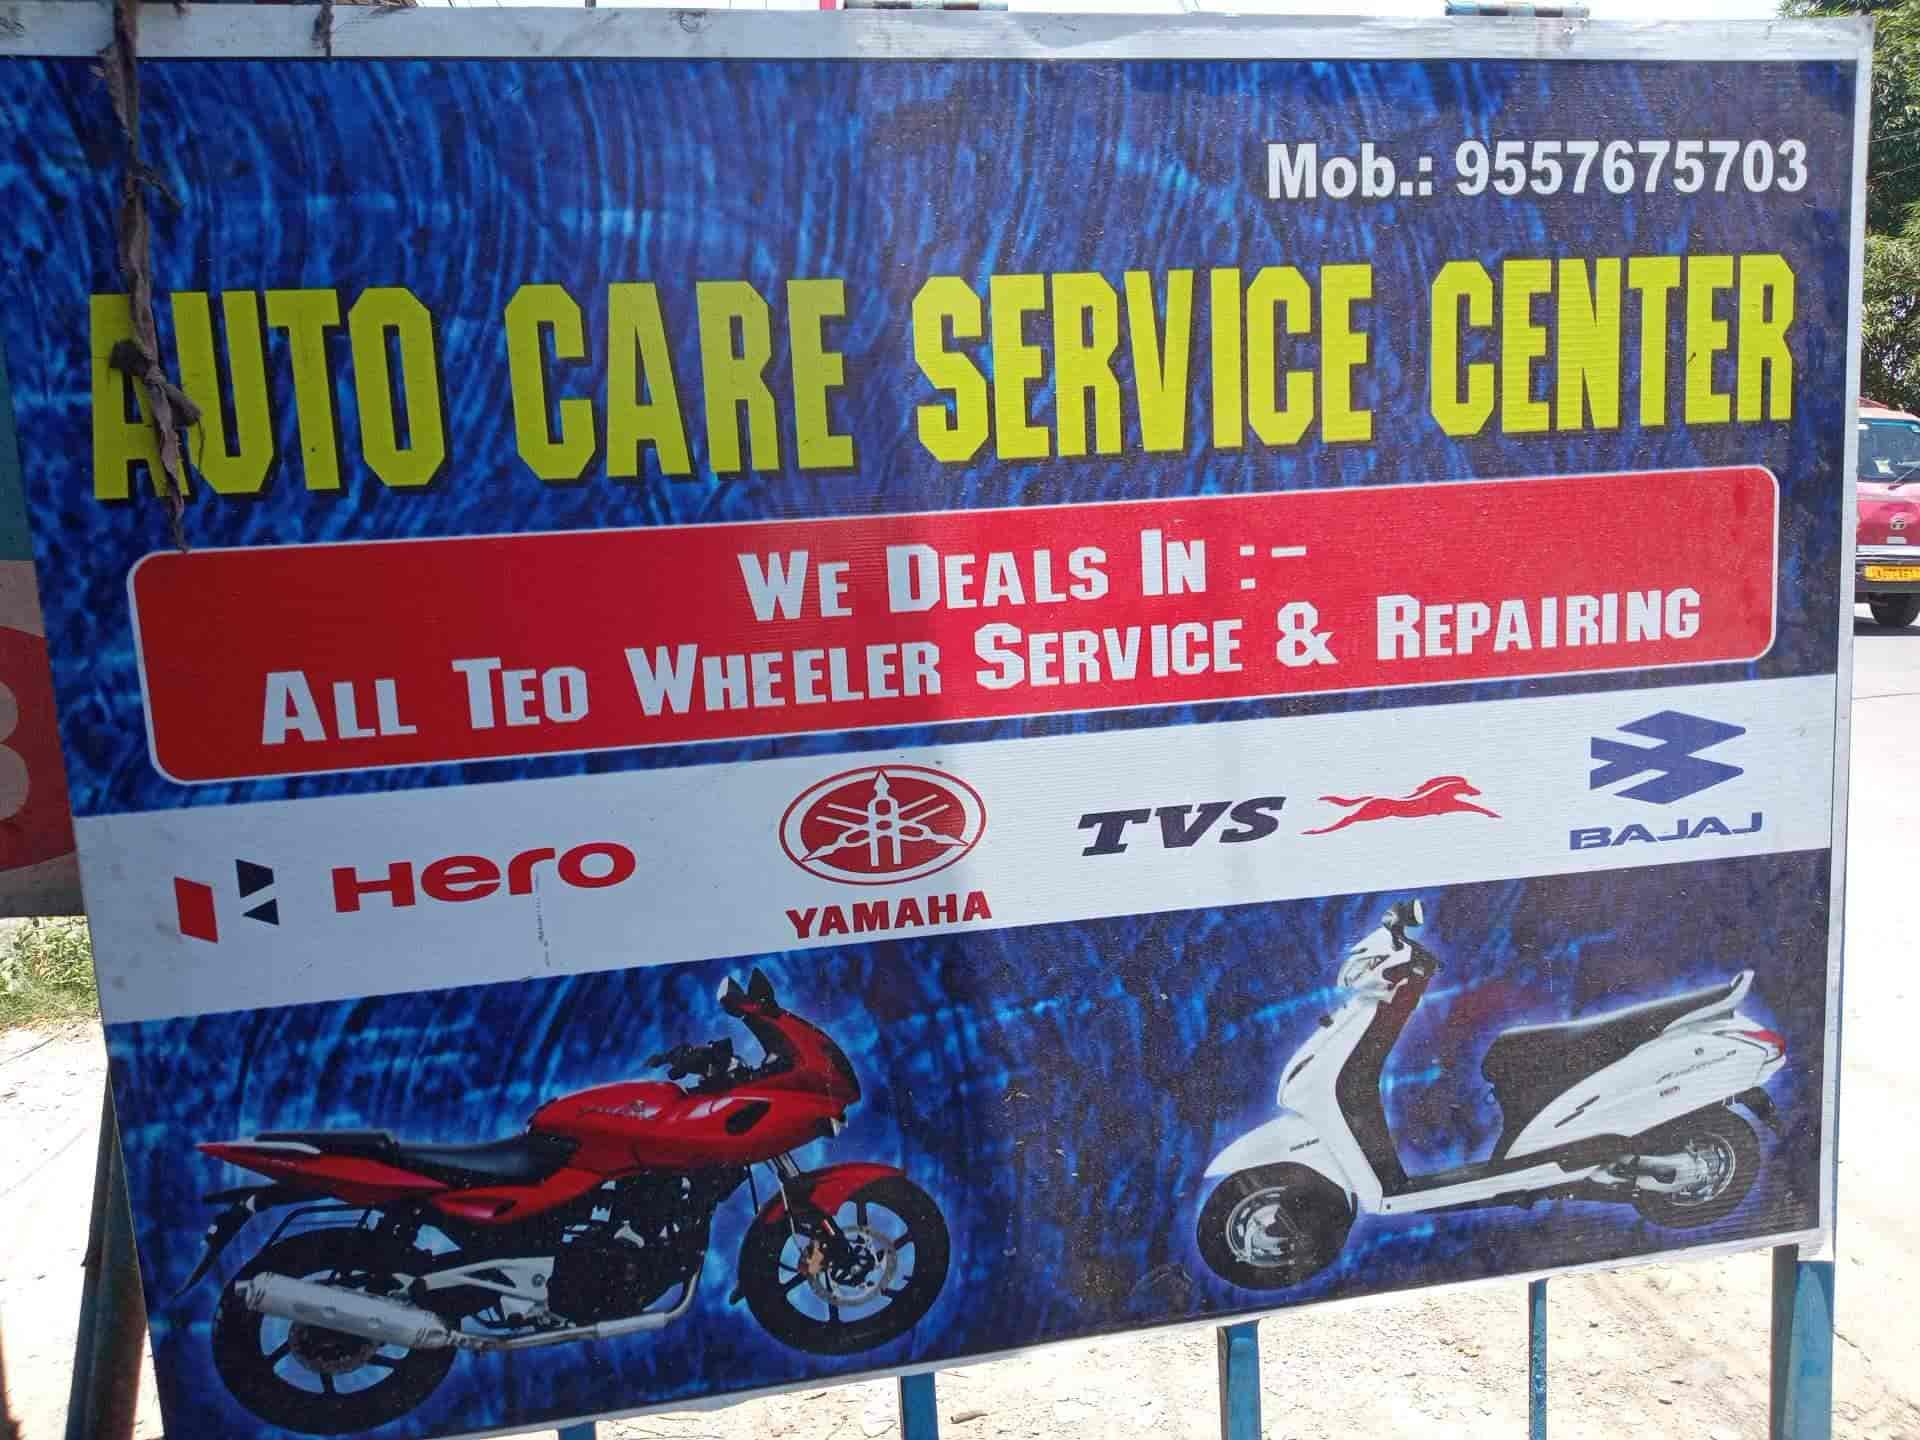 Mob.: 9557675703
AUTO CARE SERVICE CENTER
WE DEALS IN :-
ALL TEO WHEELER SERVICE & REPAIRING
Hero
YAMAHA
TVS
BAJAJ